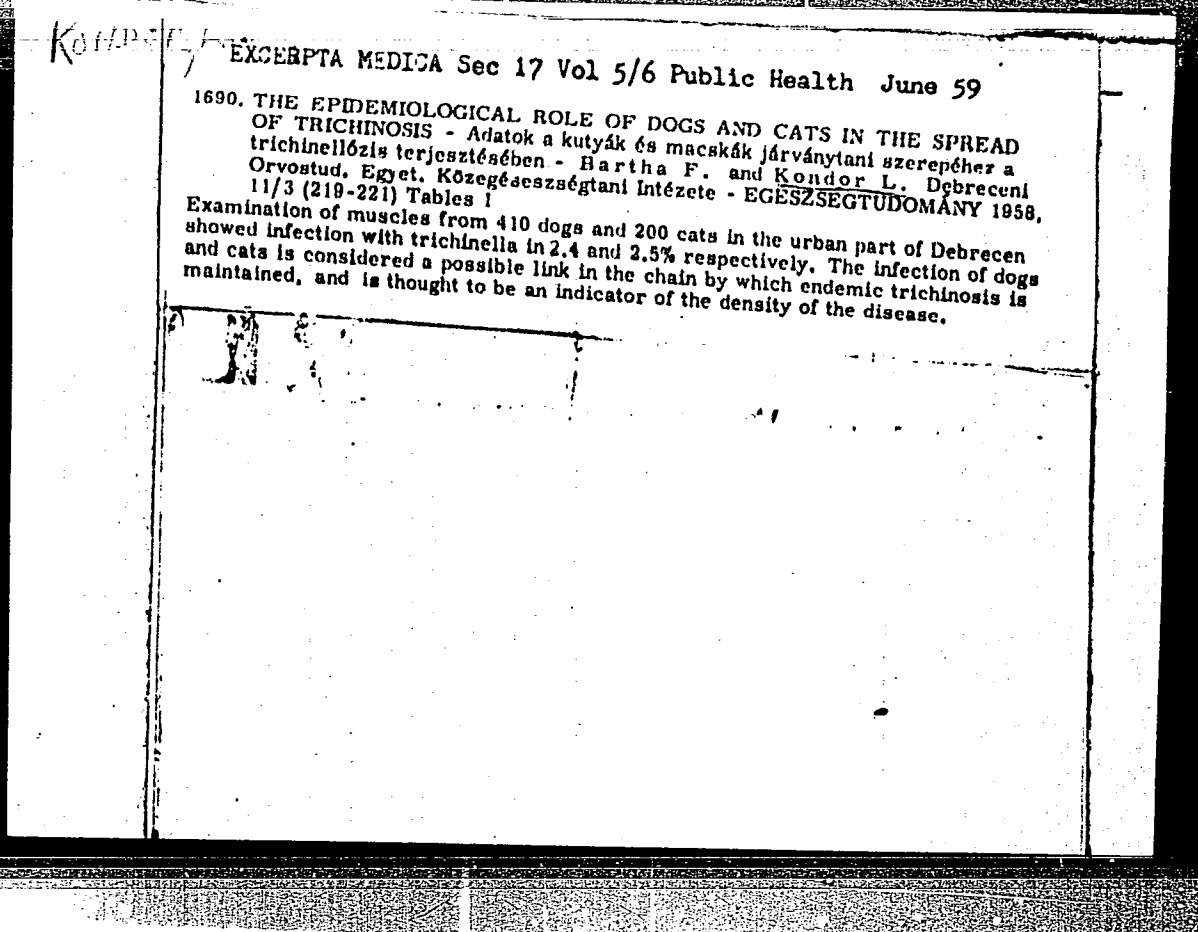 EXCERPTA MEDICA Sec 17 Vol 5/6 Public Health June 59
1690. THE EPIDEMIOLOGICAL ROLE OF DOGS AND CATS IN THE SPREAD
OF TRICHINOSIS - Adatok a kutyák és macskák járványtani szerepéher a
trichinellózis terjesztésében - Bartha F. and Kondor L. Debreceni
Orvostud. Egyet. Közegészségtani Intézete - EGESZSEGTUDOMÁNY 1958,
11/3 (219-221) Tables 1
Examination of muscles from 410 dogs and 200 cats in the urban part of Debrecen
showed infection with trichinella in 2.4 and 2.5% respectively. The infection of dogs
and cats is considered a possible link in the chain by which endemic trichinosis is
maintained, and is thought to be an indicator of the density of the disease.